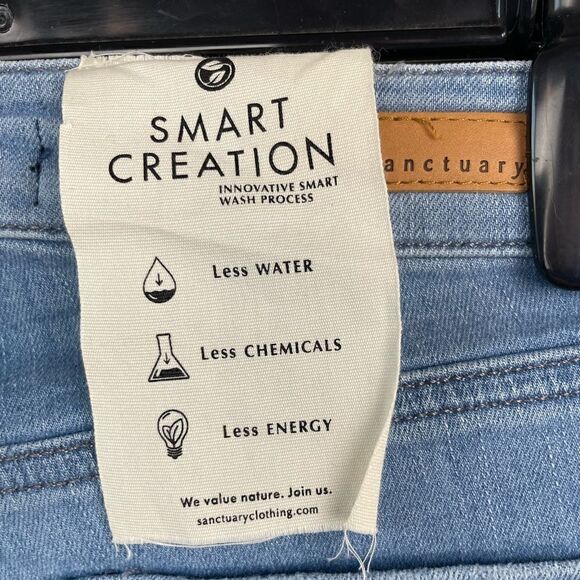 SMART
CREATION
INNOVATIVE SMART
WASH PROCESS
anctuary
Less WATER
Less CHEMICALS
Less ENERGY
We value nature. Join us.
sanctuaryclothing.com